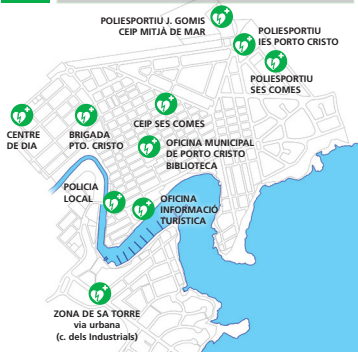 POLIESPORTIU J. GOMIS
CEIP MITJÀ DE MAR
POLIESPORTIU
IES PORTO CRISTO
POLIESPORTIU
SES COMES
CEIP SES COMES
CENTRE
DE DIA
BRIGADA
PTO. CRISTO
OFICINA MUNICIPAL
DE PORTO CRISTO
BIBLIOTECA
POLICIA
LOCAL
OFICINA
INFORMACIÓ
TURÍSTICA
ZONA DE SA TORRE
via urbana
(c. dels Industrials)